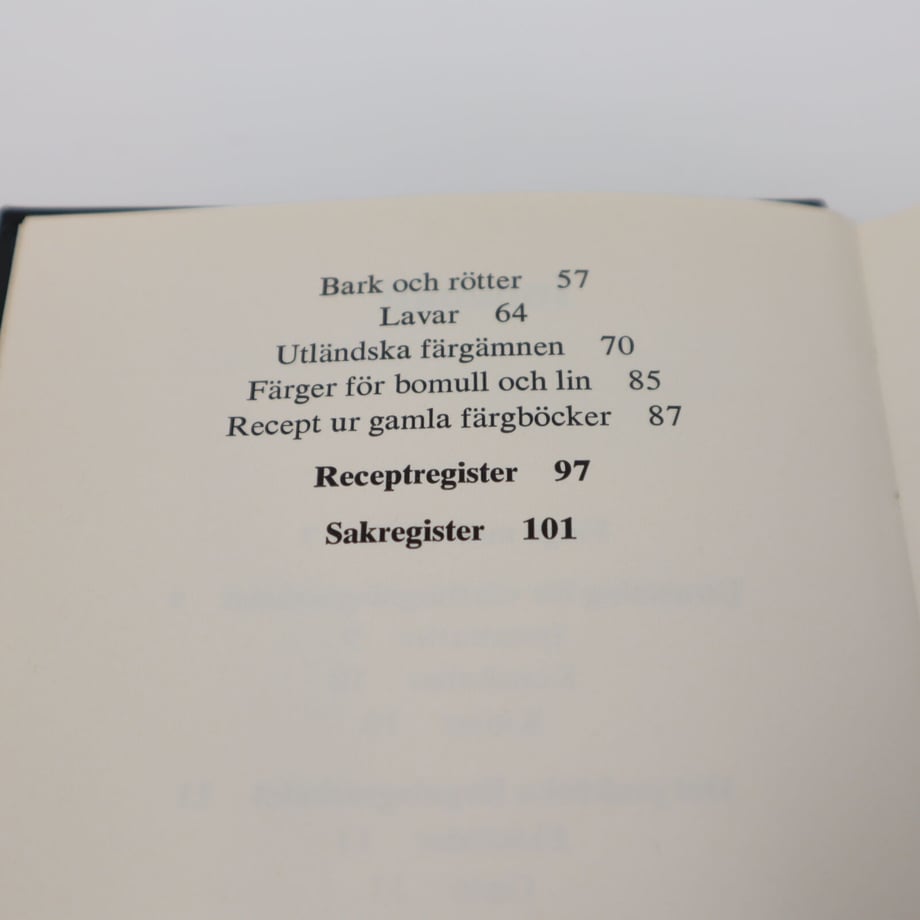 Bark och rötter 57
Lavar 64
Utländska färgämnen 70
Färger för bomull och lin 85
Recept ur gamla färgböcker 87
Receptregister 97
Sakregister 101